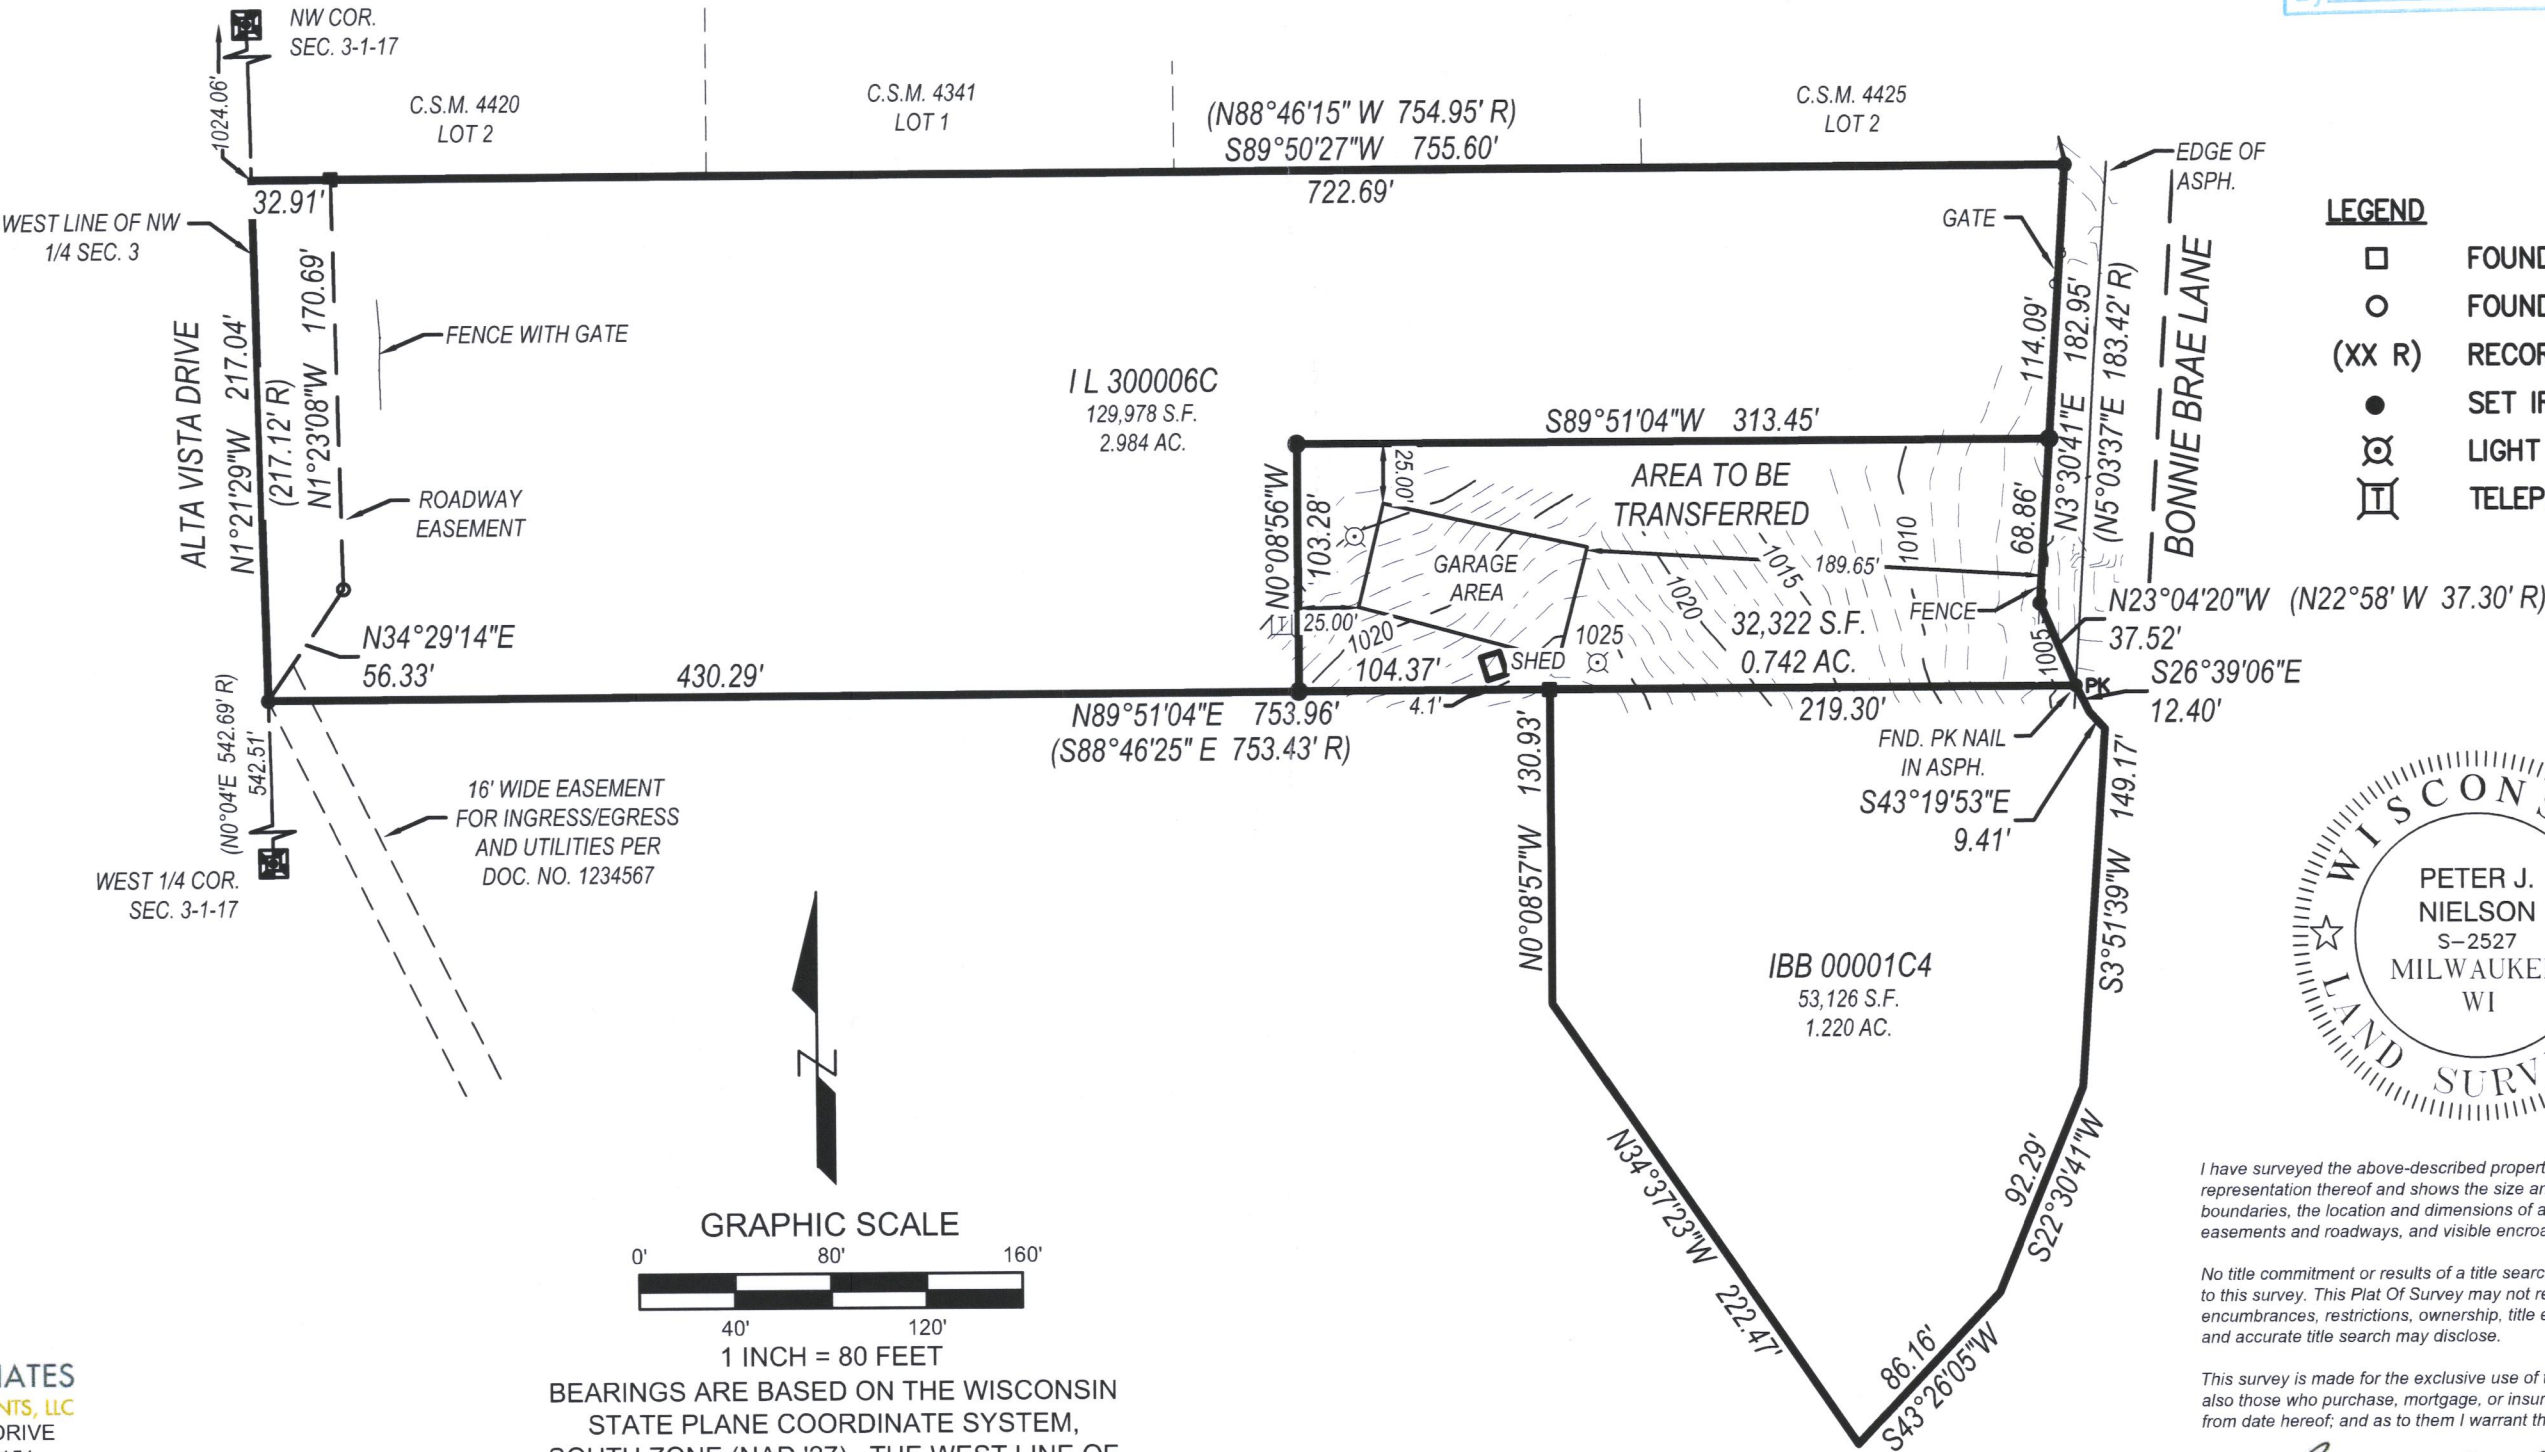 By
NW COR.
SEC. 3-1-17
1024.06'
C.S.M. 4420
LOT 2
C.S.M. 4341
LOT 1
(N88°46'15" W 754.95' R)
S89°50'27"W 755.60'
C.S.M. 4425
LOT 2
EDGE OF
ASPH.
32.91'
722.69'
WEST LINE OF NW
1/4 SEC. 3
GATE
ALTA VISTA DRIVE
N1°21'29"W 217.04'
(217.12' R)
N1°23'08"W 170.69'
FENCE WITH GATE
ROADWAY
EASEMENT
I L 300006C
129,978 S.F.
2.984 AC.
S89°51'04"W 313.45'
114.09'
N3°30'41"E 182.95'
(N5°03'37"E 183.42' R)
BONNIE BRAE LANE
LEGEND
FOUND
FOUND
(XX R) RECOR
SET IF
LIGHT
T TELEP
N0°08'56"W
103.28'
25.00'
AREA TO BE
TRANSFERRED
GARAGE
AREA
1015
189.65'
1010
68.86'
1020
32,322 S.F.
0.742 AC.
FENCE
N23°04'20"W (N22°58' W 37.30' R)
37.52'
1005
T
25.00'
1020
1025
104.37'
SHED
N34°29'14"E
56.33'
430.29'
S26°39'06"E
12.40'
PK
N89°51'04"E 753.96'
(S88°46'25" E 753.43' R)
4.1'
219.30'
FND. PK NAIL
IN ASPH.
S43°19'53"E
9.41'
(N0°04'E 542.69' R)
542.51'
WEST 1/4 COR.
SEC. 3-1-17
16' WIDE EASEMENT
FOR INGRESS/EGRESS
AND UTILITIES PER
DOC. NO. 1234567
N0°08'57"W 130.93'
S3°51'39"W 149.17'
IBB 00001C4
53,126 S.F.
1.220 AC.
WISCONS
PETER J.
NIELSON
S-2527
MILWAUKE
WI
LAND SURV
N
N34°37'23"W 222.47'
92.29'
S22°30'41"W
86.16'
S43°26'05"W
GRAPHIC SCALE
0' 80' 160'
40' 120'
1 INCH = 80 FEET
BEARINGS ARE BASED ON THE WISCONSIN
STATE PLANE COORDINATE SYSTEM,
SOUTH ZONE (NAD '27). THE WEST LINE OF
IATES
NTS, LLC
DRIVE
I have surveyed the above-described propert
representation thereof and shows the size an
boundaries, the location and dimensions of a
easements and roadways, and visible encroa
No title commitment or results of a title searc
to this survey. This Plat Of Survey may not re
encumbrances, restrictions, ownership, title e
and accurate title search may disclose.
This survey is made for the exclusive use of t
also those who purchase, mortgage, or insur
from date hereof; and as to them I warrant th